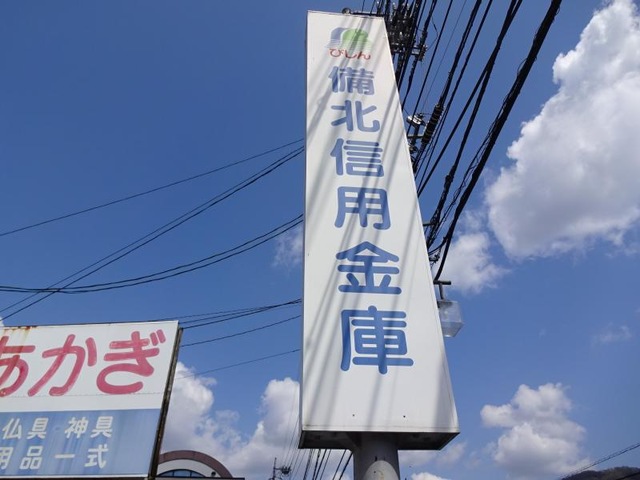 びしん
備北信用金庫
あかぎ
仏具・神具
用品一式